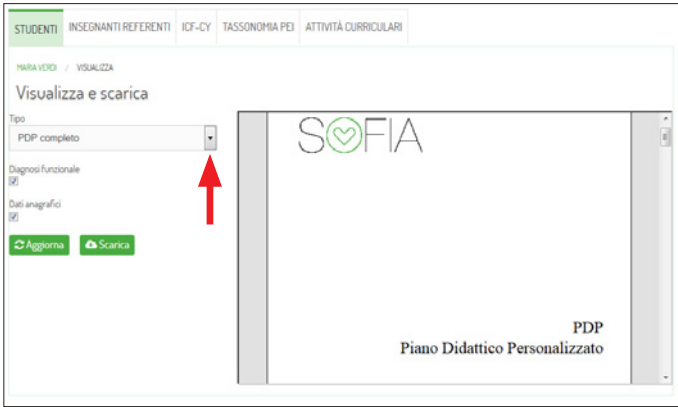 STUDENTI INSEGNANTI REFERENTI ICF-CY TASSONOMIA PEI ATTIVITÀ CURRICULARI
MARIA VERDI / VISUALIZZA
Visualizza e scarica
Tipo
PDP completo
Diagnosi funzionale
Dati anagrafici
Aggiorna Scarica
SOFIA
PDP
Piano Didattico Personalizzato